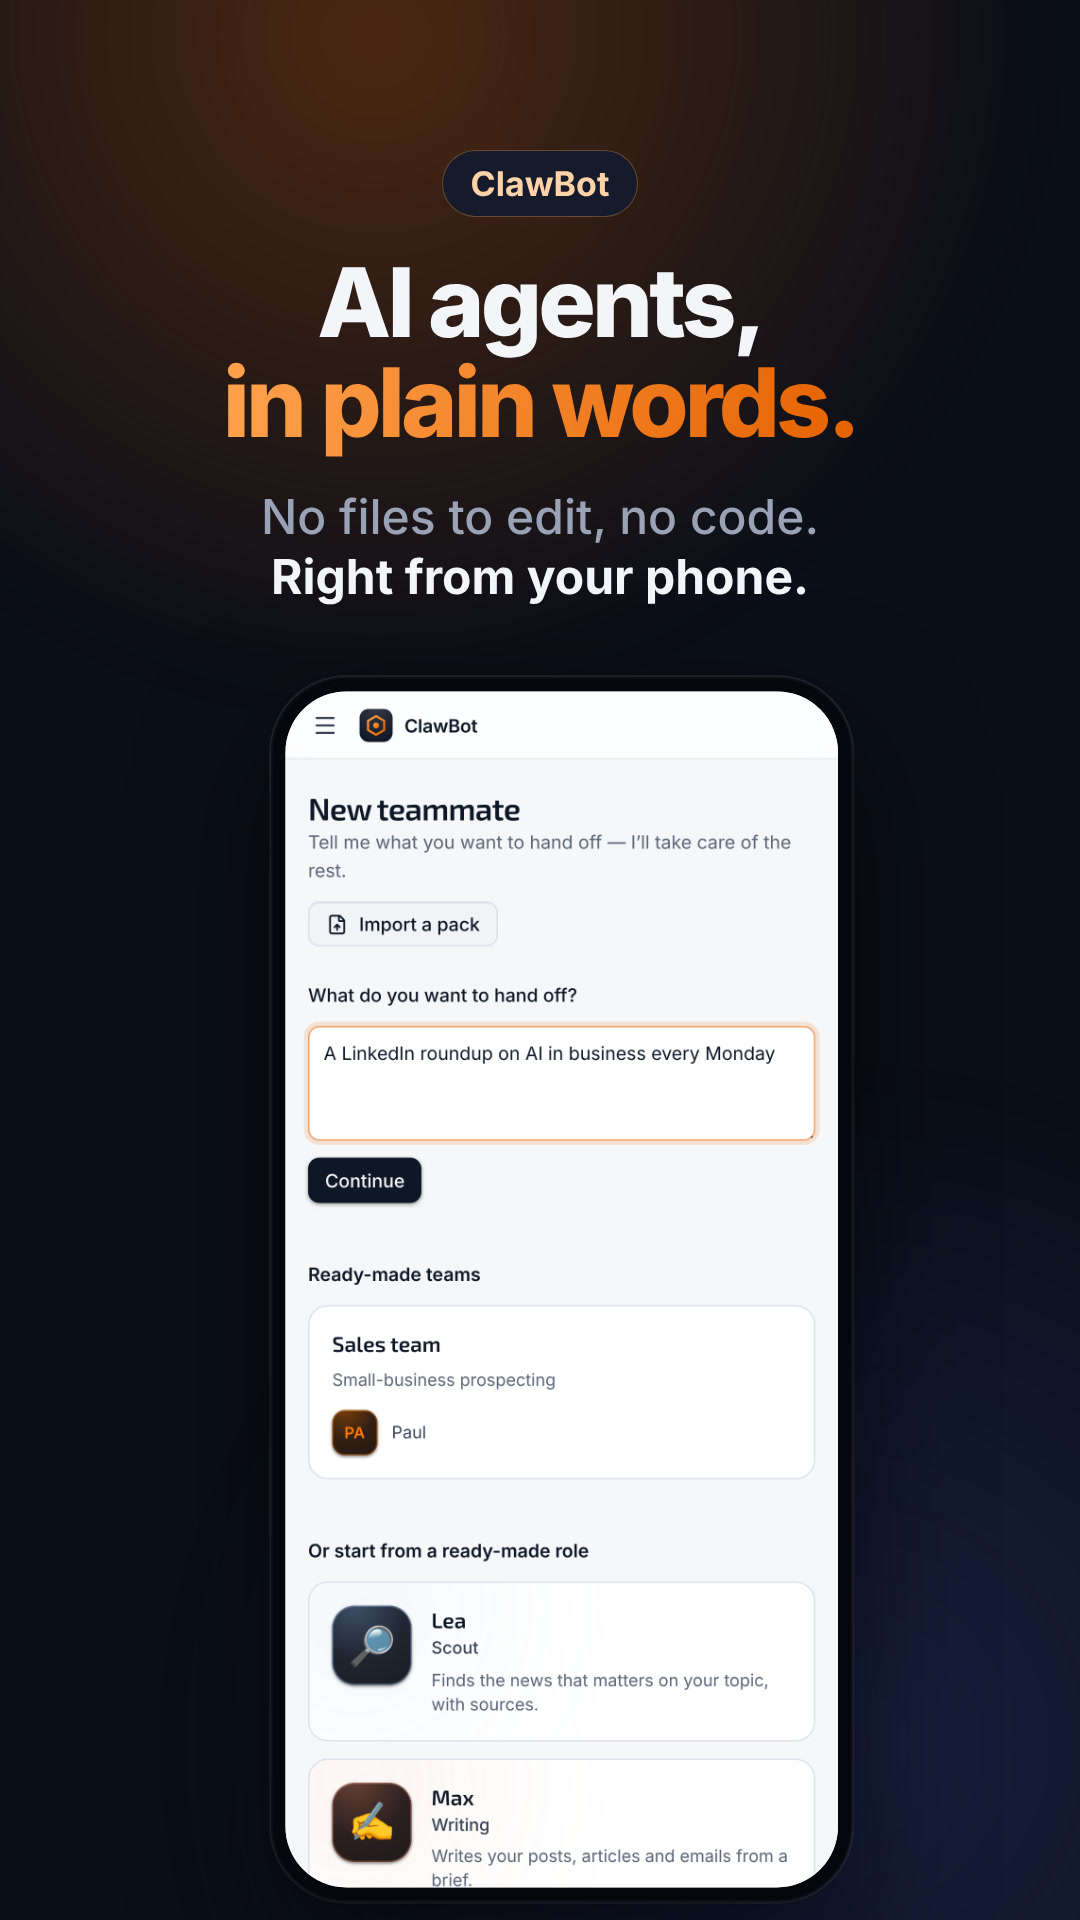 ClawBot
AI agents,
in plain words.
No files to edit, no code.
Right from your phone.
ClawBot
New teammate
Tell me what you want to hand off — I’ll take care of the
rest.
Import a pack
What do you want to hand off?
A LinkedIn roundup on AI in business every Monday
Continue
Ready-made teams
Sales team
Small-business prospecting
PA Paul
Or start from a ready-made role
Lea
Scout
Finds the news that matters on your topic,
with sources.
Max
Writing
Writes your posts, articles and emails from a
brief.